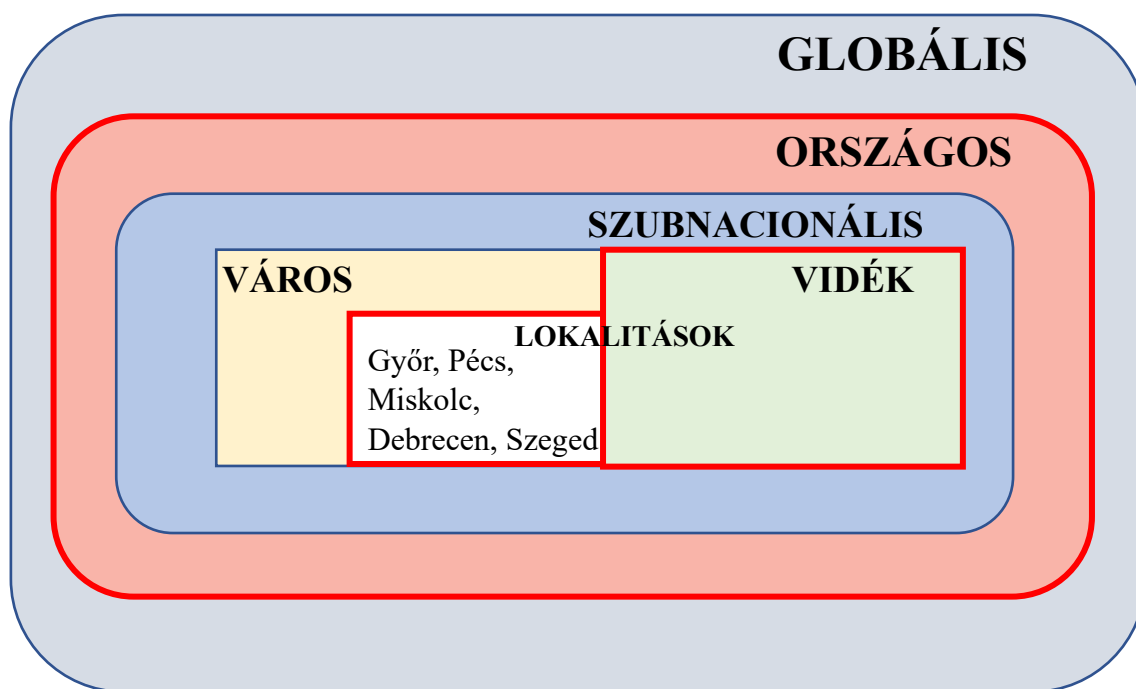 GLOBÁLIS
ORSZÁGOS
SZUBNACIONÁLIS
VÁROS
VIDÉK
LOKALITÁSOK
Győr, Pécs,
Miskolc,
Debrecen, Szeged